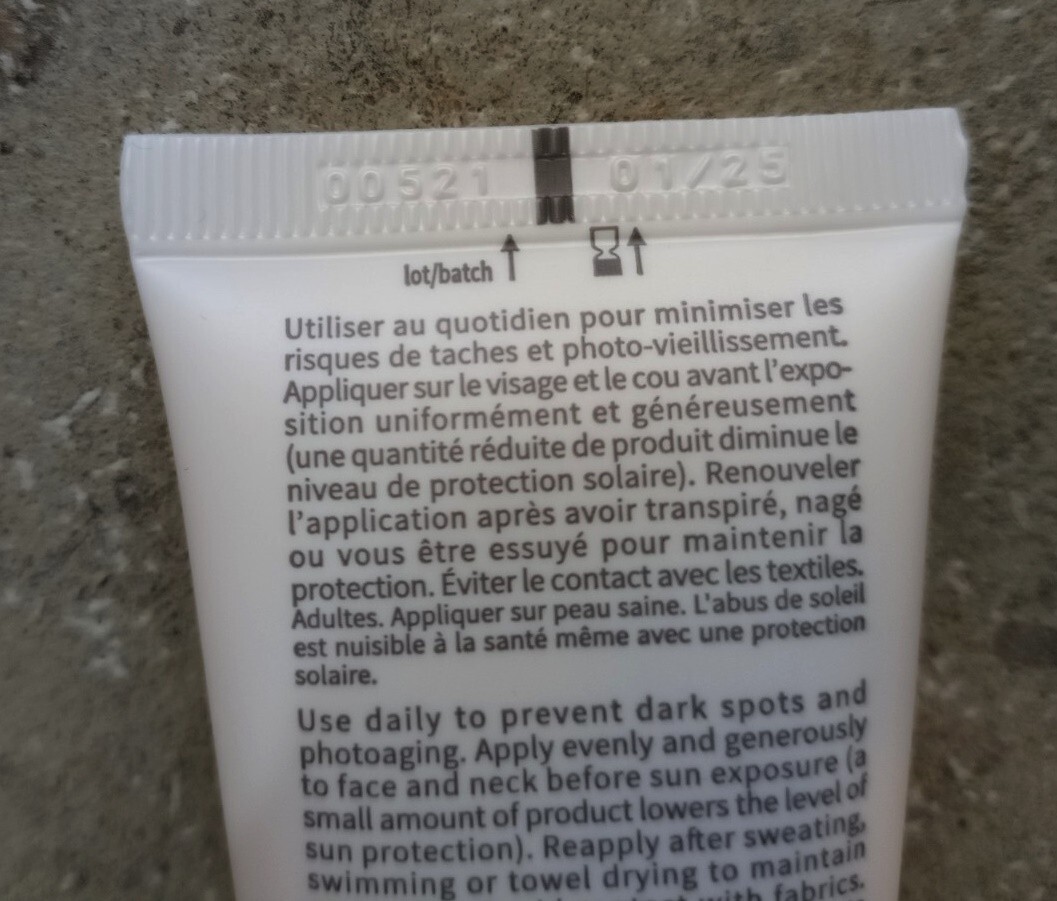 00521 01/25
lot/batch
Utiliser au quotidien pour minimiser les
risques de taches et photo-vieillissement.
Appliquer sur le visage et le cou avant l'expo-
sition uniformément et généreusement
(une quantité réduite de produit diminue le
niveau de protection solaire). Renouveler
l'application après avoir transpiré, nagé
ou vous être essuyé pour maintenir la
protection. Éviter le contact avec les textiles.
Adultes. Appliquer sur peau saine. L'abus de soleil
est nuisible à la santé même avec une protection
solaire.
Use daily to prevent dark spots and
photoaging. Apply evenly and generously
to face and neck before sun exposure (a
small amount of product lowers the level of
sun protection). Reapply after sweating,
swimming or towel drying to maintain
with fabrics.